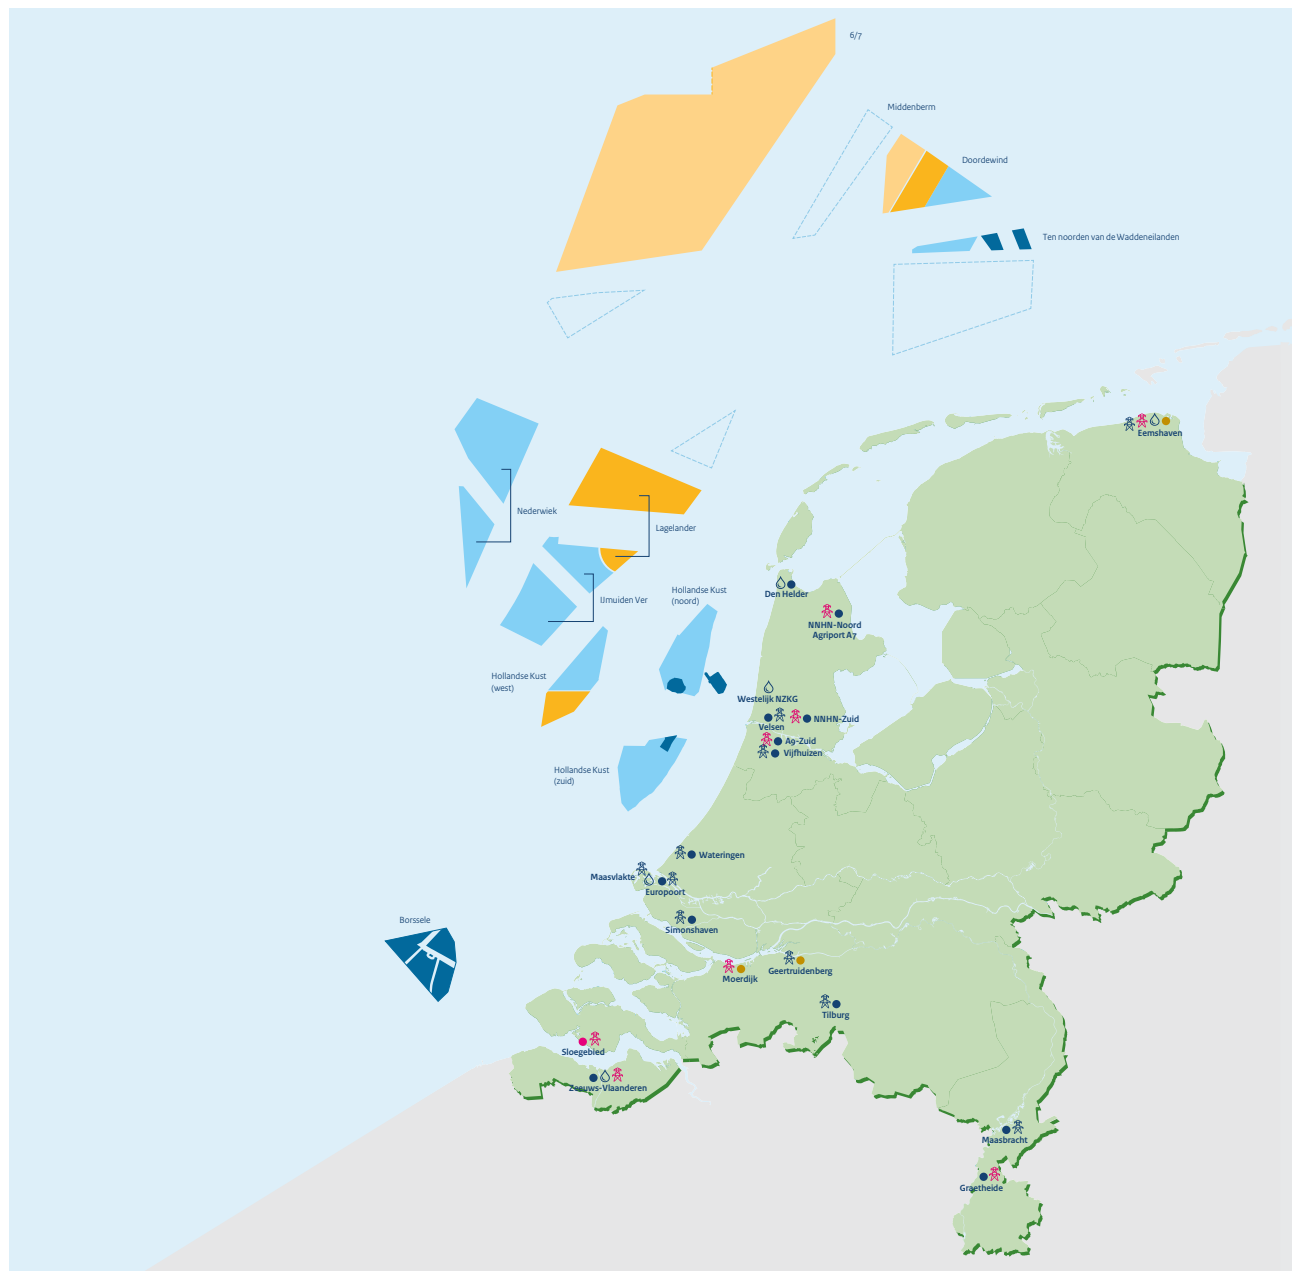 6/7
Middenberm
Doordewind
Ten noorden van de Waddeneilanden
Eemshaven
Nederwiek
Lagelander
IJmuiden Ver
Hollandse Kust
(noord)
Den Helder
NNHN-Noord
Agriport A7
Hollandse Kust
(west)
Westelijk NZKG
Velsen
NNHN-Zuid
A9-Zuid
Vijfhuizen
Hollandse Kust
(zuid)
Wateringen
Maasvlakte
Europoort
Borssele
Simonshaven
Moerdijk
Geertruidenberg
Tilburg
Sloegebied
Zeeuws-Vlaanderen
Maasbracht
Graetheide